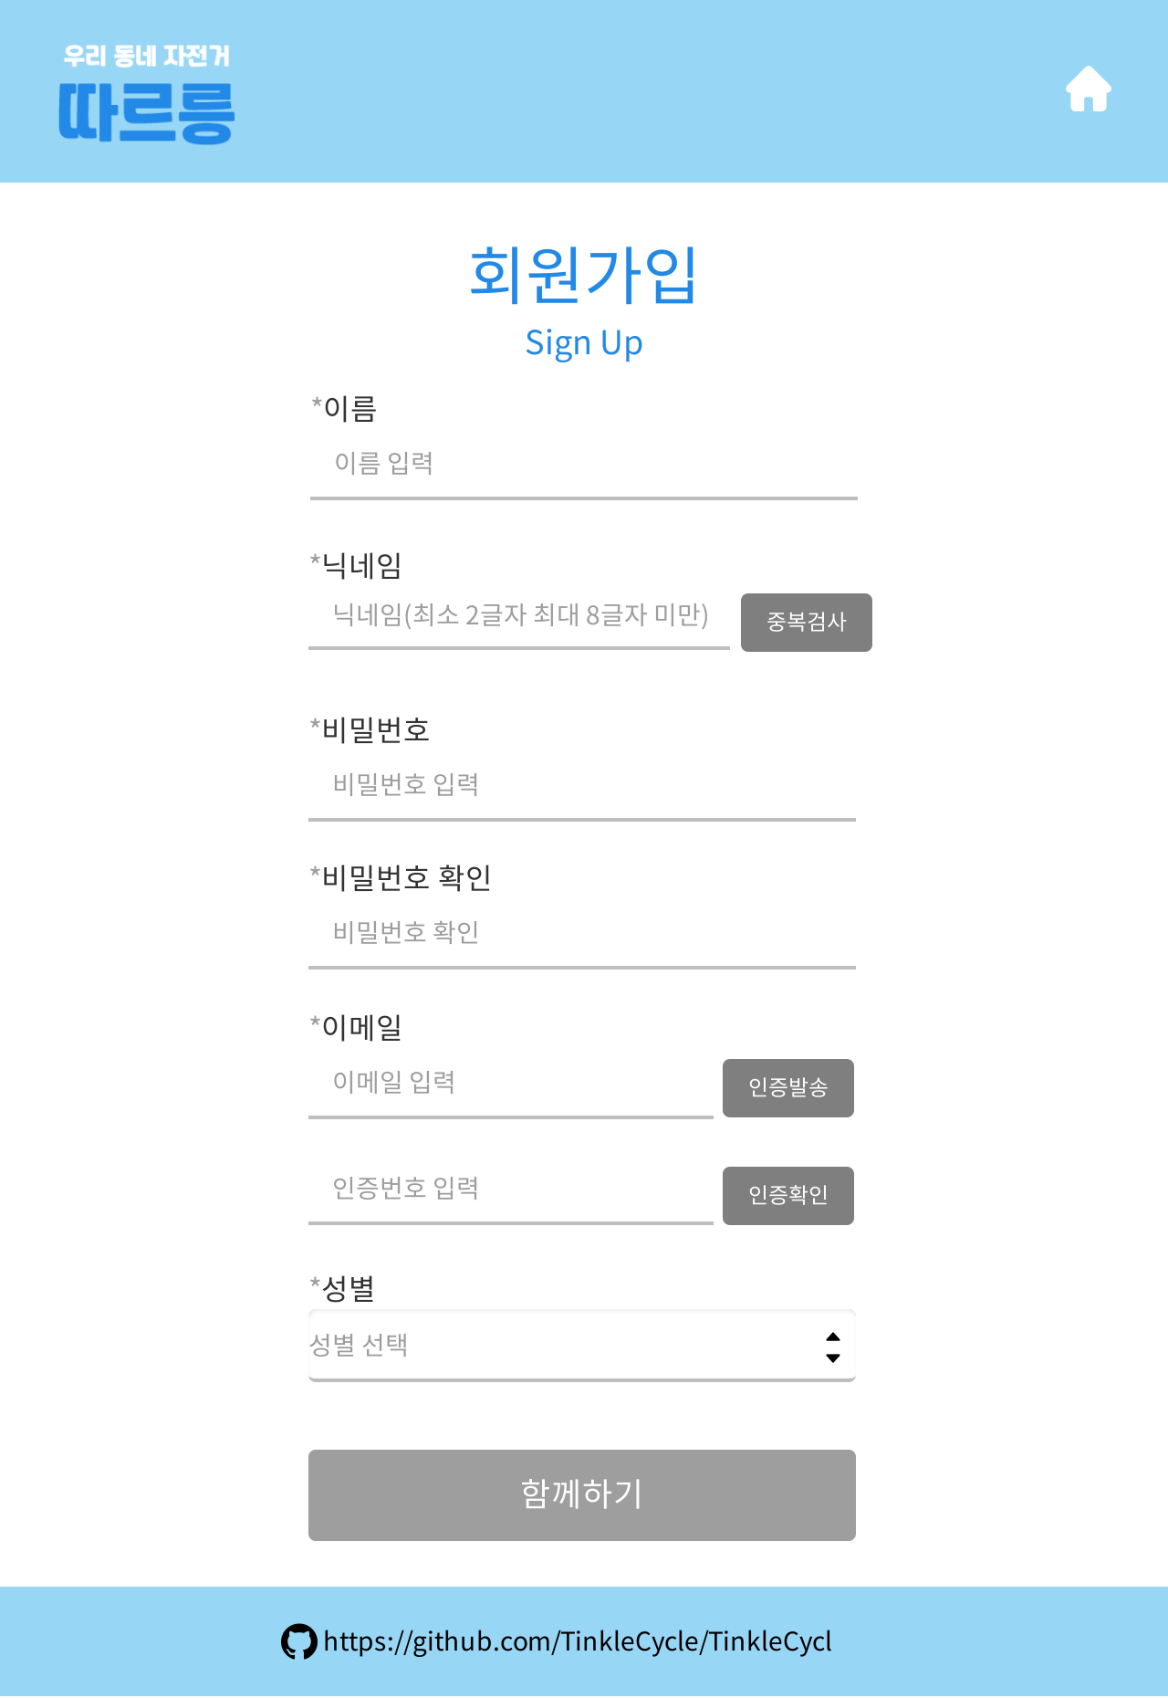 우리 동네 자전거
따르릉
회원가입
Sign Up
*이름
이름 입력
*닉네임
닉네임(최소 2글자 최대 8글자 미만)
중복검사
*비밀번호
비밀번호 입력
*비밀번호 확인
비밀번호 확인
*이메일
이메일 입력
인증발송
인증번호 입력
인증확인
*성별
성별 선택
함께하기
https://github.com/TinkleCycle/TinkleCycl